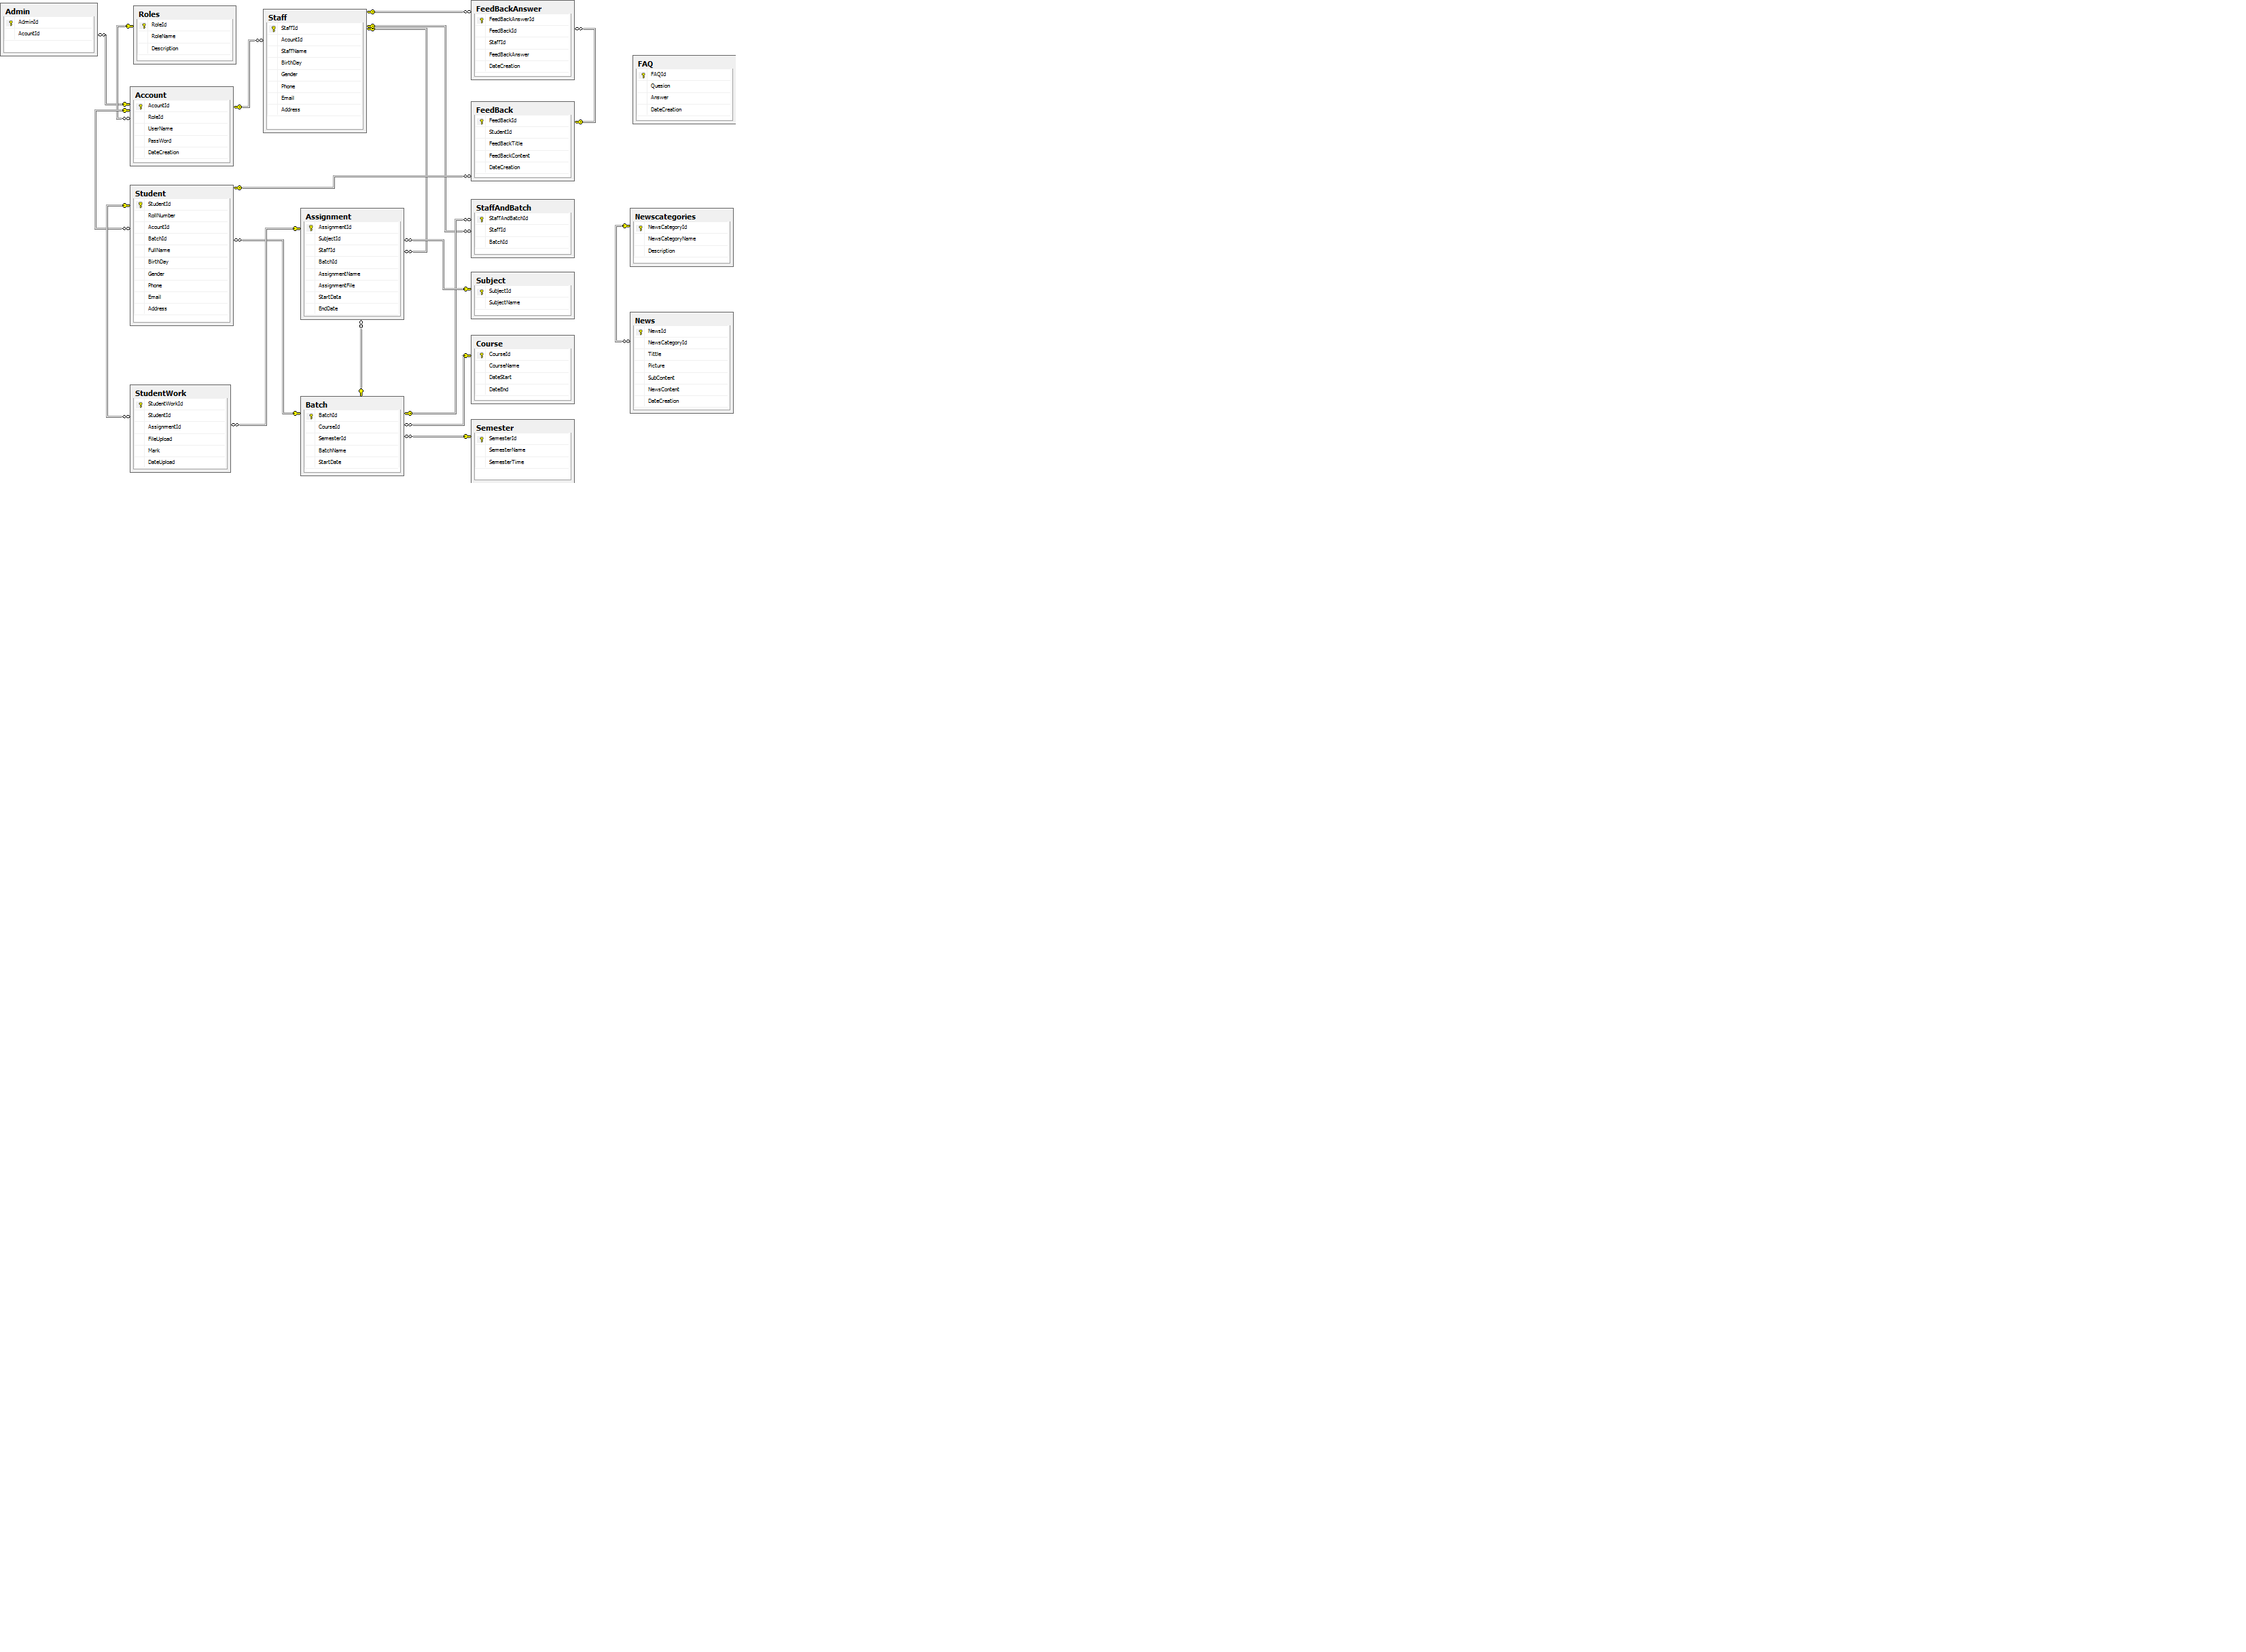 Admin
AdminId
AcountId
Roles
RoleId
RoleName
Description
Staff
StaffId
AcountId
StaffName
BirthDay
Gender
Phone
Email
Address
FeedBackAnswer
FeedBackAnswerId
FeedBackId
StaffId
FeedBackAnswer
DateCreation
FAQ
FAQId
Quesion
Answer
DateCreation
Account
AcountId
RoleId
UserName
PassWord
DateCreation
FeedBack
FeedBackId
StudentId
FeedBackTitle
FeedBackContent
DateCreation
Student
StudentId
RollNumber
AcountId
BatchId
FullName
BirthDay
Gender
Phone
Email
Address
Assignment
AssignmentId
SubjectId
StaffId
BatchId
AssignmentName
AssignmentFile
StartData
EndDate
StaffAndBatch
StaffAndBatchId
StaffId
BatchId
Newscategories
NewsCategoryId
NewsCategoryName
Description
Subject
SubjectId
SubjectName
News
NewsId
NewsCategoryId
Tilttle
Picture
SubContent
NewsContent
DateCreation
Course
CourseId
CourseName
DateStart
DateEnd
StudentWork
StudentWorkId
StudentId
AssignmentId
FileUpload
Mark
DateUpload
Batch
BatchId
CourseId
SemesterId
BatchName
StartDate
Semester
SemesterId
SemesterName
SemesterTime